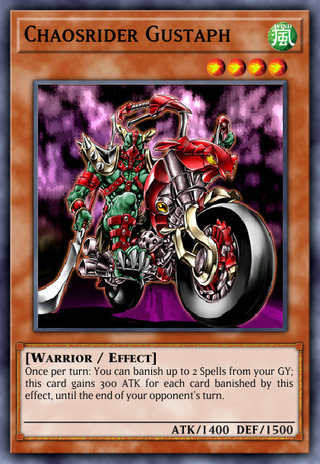 Chaosrider Gustaph
WIND
風
[Warrior / Effect]
Once per turn: You can banish up to 2 Spells from your GY;
this card gains 300 ATK for each card banished by this
effect, until the end of your opponent's turn.
ATK/1400 DEF/1500